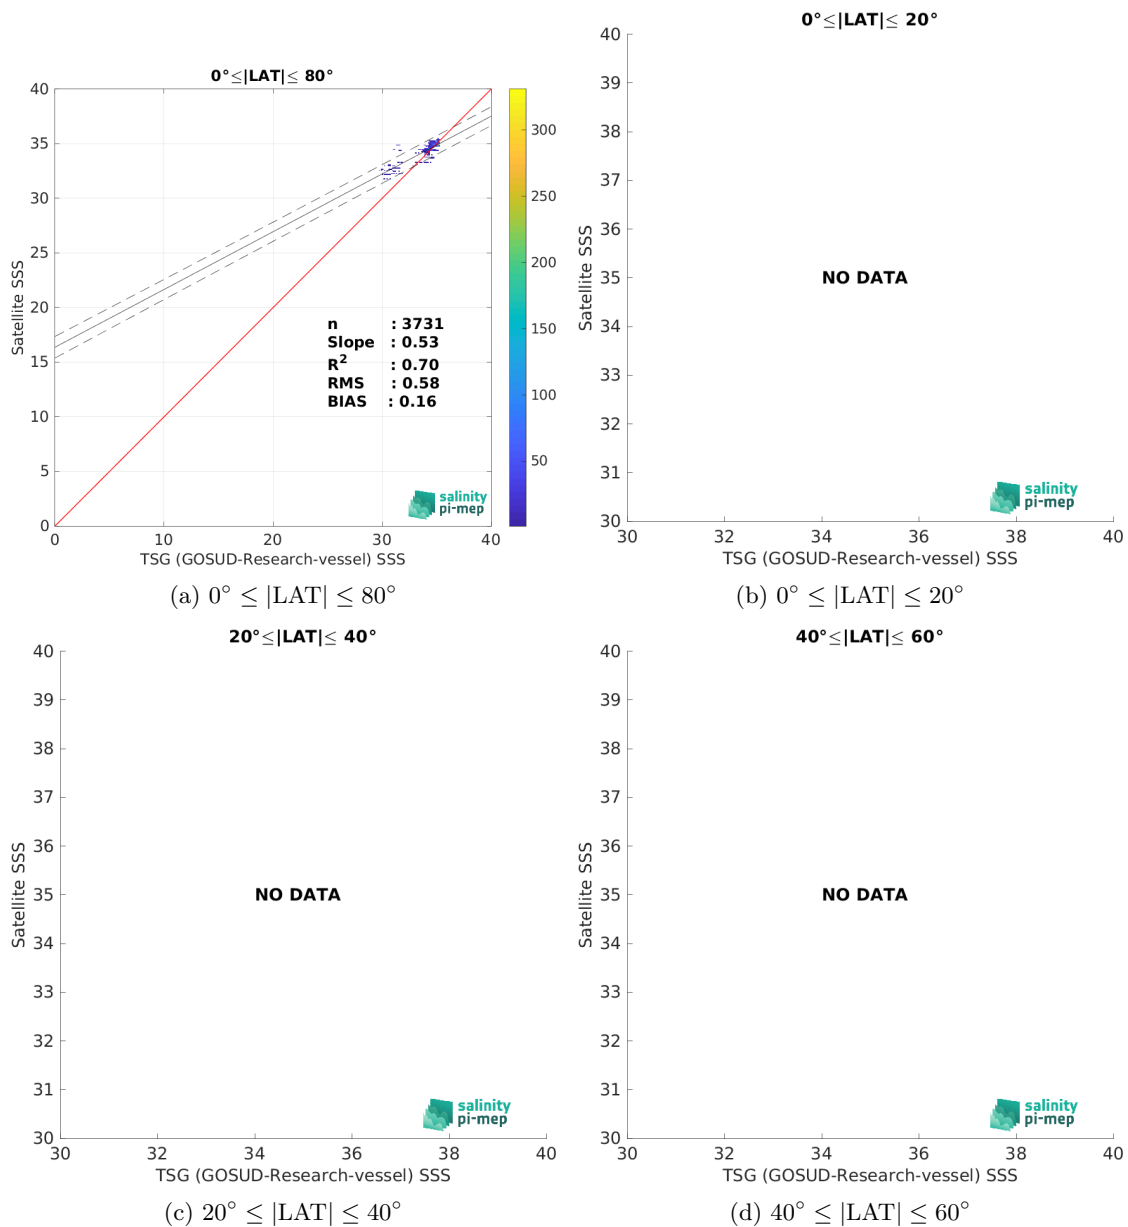 0°≤|LAT|≤ 80°
40
35
30
25
20
15
10
5
0
Satellite SSS
0
10
20
30
40
TSG (GOSUD-Research-vessel) SSS
300
250
200
150
100
50
n : 3731
Slope : 0.53
R² : 0.70
RMS : 0.58
BIAS : 0.16
salinity
pi-mep
(a) 0° ≤ |LAT| ≤ 80°
0°≤|LAT|≤ 20°
40
39
38
37
36
35
34
33
32
31
30
Satellite SSS
NO DATA
salinity
pi-mep
30
32
34
36
38
40
TSG (GOSUD-Research-vessel) SSS
(b) 0° ≤ |LAT| ≤ 20°
20°≤|LAT|≤ 40°
40
39
38
37
36
35
34
33
32
31
30
Satellite SSS
NO DATA
salinity
pi-mep
30
32
34
36
38
40
TSG (GOSUD-Research-vessel) SSS
(c) 20° ≤ |LAT| ≤ 40°
40°≤|LAT|≤ 60°
40
39
38
37
36
35
34
33
32
31
30
Satellite SSS
NO DATA
salinity
pi-mep
30
32
34
36
38
40
TSG (GOSUD-Research-vessel) SSS
(d) 40° ≤ |LAT| ≤ 60°